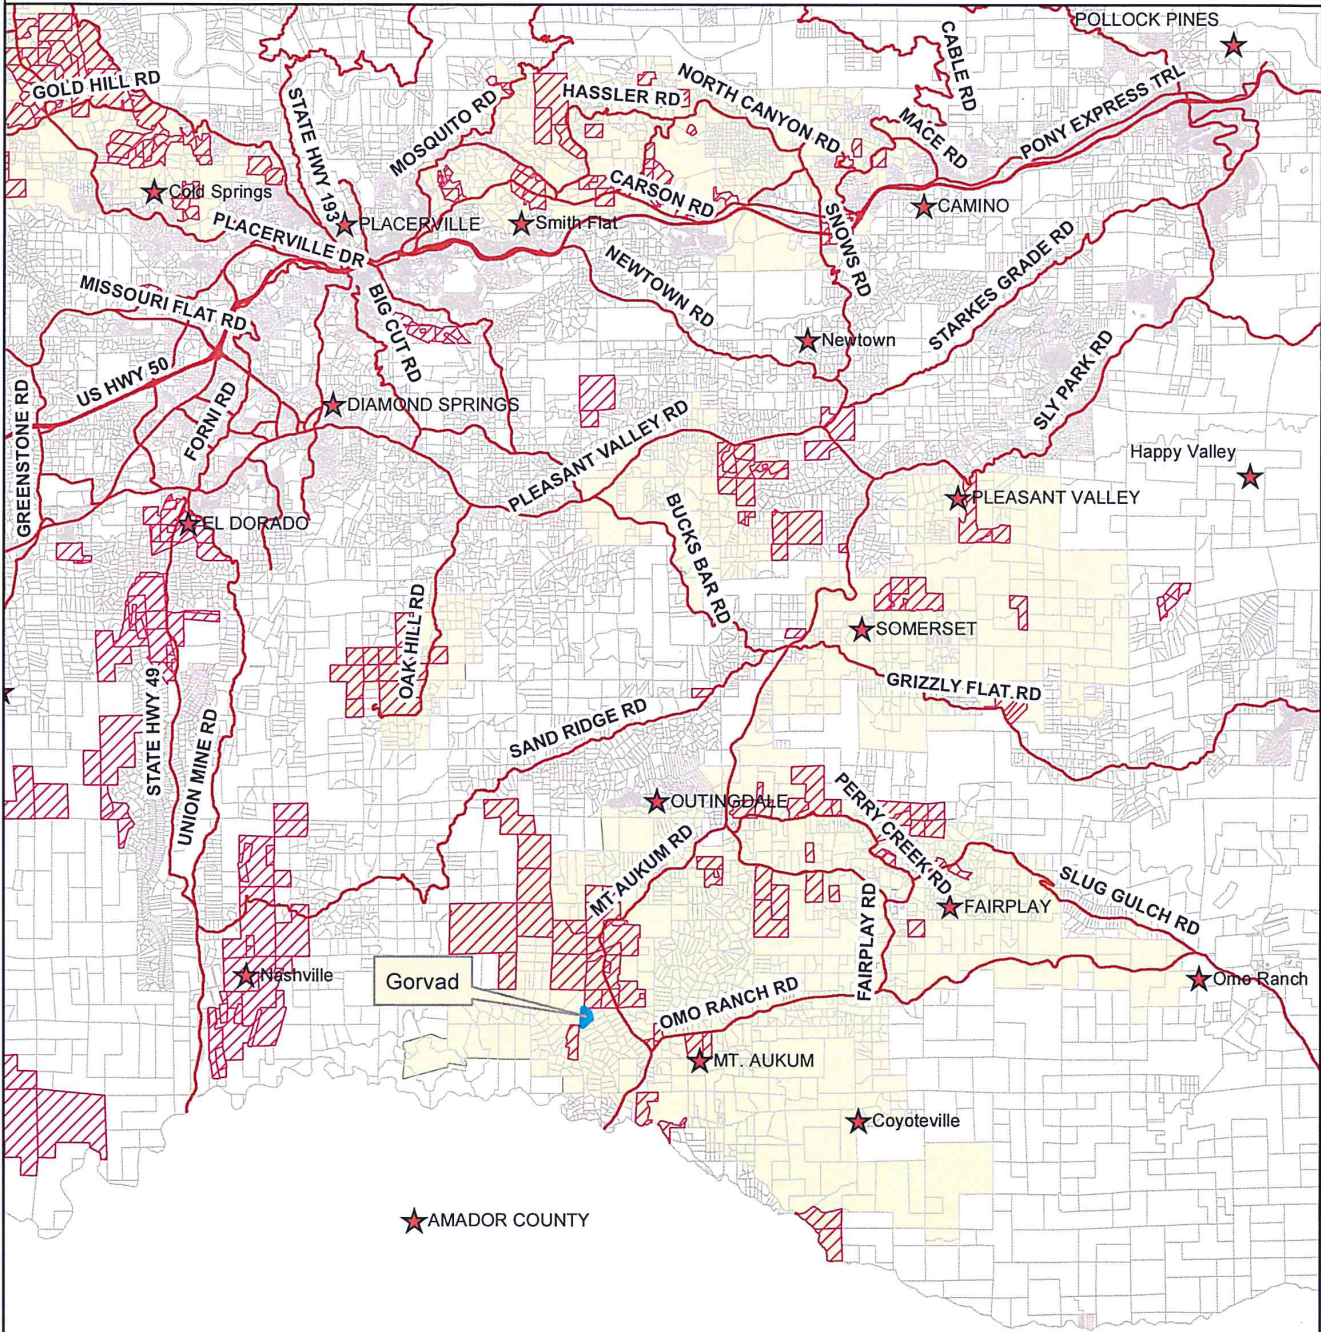 POLLOCK PINES
GOLD HILL RD
STATE HWY 193
MOSQUITO RD
HASSLER RD
NORTH CANYON RD
CABLE RD
MACE RD
PONY EXPRESS TRL
Cold Springs
PLACERVILLE
Smith Flat
CARSON RD
CAMINO
PLACERVILLE DR
SNOWS RD
NEWTOWN RD
STARKES GRADE RD
MISSOURI FLAT RD
BIG CUT RD
Newtown
US HWY 50
GREENSTONE RD
FORNI RD
DIAMOND SPRINGS
SLY PARK RD
PLEASANT VALLEY RD
Happy Valley
PLEASANT VALLEY
EL DORADO
BUCKS BAR RD
OAK HILL RD
SOMERSET
GRIZZLY FLAT RD
STATE HWY 49
UNION MINE RD
SAND RIDGE RD
OUTINGDALE
PERRY CREEK RD
MT AUKUM RD
SLUG GULCH RD
FAIRPLAY RD
FAIRPLAY
Nashville
Gorvad
OMO RANCH RD
Omo Ranch
MT. AUKUM
Coyoteville
AMADOR COUNTY